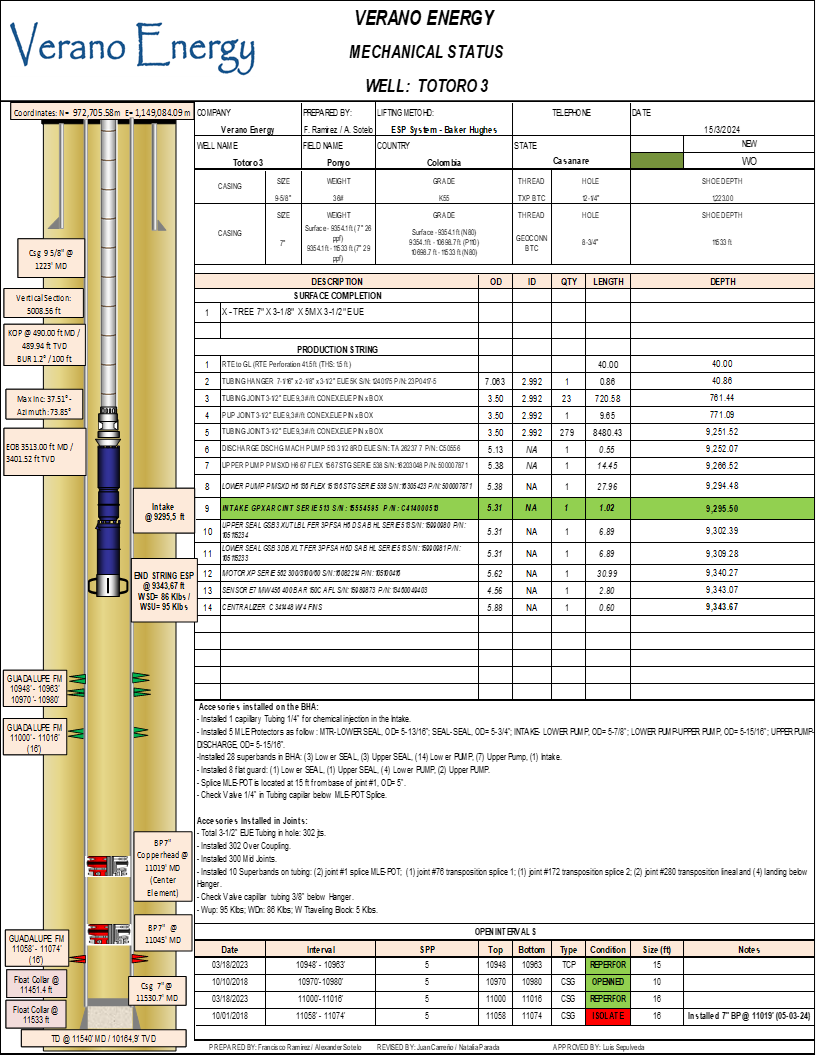 Verano Energy
VERANO ENERGY
MECHANICAL STATUS
WELL: TOTORO 3
Coordinates: N= 972,705.58m E= 1,149,084.09 m
COMPANY PREPARED BY: LIFTING METOHD: TELEPHONE DATE
Verano Energy F. Ramirez / A. Sotelo ESP System - Baker Hughes 15/3/2024
WELL NAME FIELD NAME COUNTRY STATE NEW
Totoro 3 Ponyo Colombia Casanare WO
CASING SIZE WEIGHT GRADE THREAD HOLE SHOE DEPTH
9-5/8" 36# K55 TXP BTC 12-1/4" 1,223.00
CASING SIZE WEIGHT GRADE THREAD HOLE SHOE DEPTH
7" Surface - 9354.1 ft ( 7" 26 ppf) 9354.1 ft - 11533 ft (7" 29 ppf) Surface - 9354.1 ft (N80) 9354.1 ft - 10698.7 ft (P110) 10698.7 ft - 11533 ft (N80) GEOCONN BTC 8-3/4" 11533 ft
Csg 9 5/8" @
1223' MD
Vertical Section:
5008.56 ft
KOP @ 490.00 ft MD /
489.94 ft TVD
BUR 1.2° / 100 ft
Max Inc: 37.51° -
Azimuth: 73.85°
EOB 3513.00 ft MD /
3401.52 ft TVD
Intake
@ 9295,5 ft
END STRING ESP
@ 9343,67 ft
WSD= 86 Klbs /
WSU= 95 Klbs
GUADALUPE FM
10948' - 10963'
10970' - 10980'
GUADALUPE FM
11000' - 11016'
(16')
BP 7"
Copperhead @
11019' MD
(Center
Element)
BP7" @
11045' MD
GUADALUPE FM
11058' - 11074'
(16')
Float Collar @
11451.4 ft
Csg 7" @
11530.7' MD
Float Collar @
11533 ft
TD @ 11540' MD / 10164,9' TVD
DESCRIPTION OD ID QTY LENGTH DEPTH
SURFACE COMPLETION
1 X - TREE 7" X 3-1/8" X 5M X 3-1/2" EUE
PRODUCTION STRING
1 RTE to GL (RTE Perforation 41.5 ft (THS: 1.5 ft ) 40.00 40.00
2 TUBING HANGER 7-1/16" x 2-1/8" x 3-1/2" EUE 5K S/N: 1240175 P/N: 23P0417-5 7.063 2.992 1 0.86 40.86
3 TUBING JOINT 3-1/2" EUE 9,3# /ft CONEX.EUE PIN x BOX 3.50 2.992 23 720.58 761.44
4 PUP JOINT 3-1/2" EUE 9,3# /ft CONEX.EUE PIN x BOX 3.50 2.992 1 9.65 771.09
5 TUBING JOINT 3-1/2" EUE 9,3# /ft CONEX.EUE PIN x BOX 3.50 2.992 279 8480.43 9,251.52
6 DISCHARGE DSCHG MACH PUMP 513 3 1/2 8RD EUE S/N: TA 26237 7 P/N: C50556 5.13 NA 1 0.55 9,252.07
7 UPPER PUMP PMSXD H6 67 FLEX 15 67 STG SERIE 538 S/N: 16203048 P/N: 500007871 5.38 NA 1 14.45 9,266.52
8 LOWER PUMP PMSXD H6 136 FLEX 15 136 STG SERIE 538 S/N: 16305423 P/N: 500007871 5.38 NA 1 27.96 9,294.48
9 INTAKE GPXAR CINT SERIE 513 S/N: 15554595 P/N: C414000513 5.31 NA 1 1.02 9,295.50
10 UPPER SEAL GSB3 XUT LBL FER 3PFSA H6 DS AB HL SERIE 513 S/N: 15990980 P/N: 105115234 5.31 NA 1 6.89 9,302.39
11 LOWER SEAL GSB 3DB XLT FER 3PFSA H6D SAB HL SERIE 513 S/N: 15990981 P/N: 105115233 5.31 NA 1 6.89 9,309.28
12 MOTOR XP SERIE 562 300/3100/60 S/N: 16082214 P/N: 105100416 5.62 NA 1 30.99 9,340.27
13 SENSOR E7 MW456 400 BAR 150C AFL S/N: 15989873 P/N: 13460049403 4.56 NA 1 2.80 9,343.07
14 CENTRALIZER C341448 W/4 FINS 5.88 NA 1 0.60 9,343.67
Accesories installed on the BHA:
- Installed 1 capillary Tubing 1/4" for chemical injection in the Intake.
- Installed 5 MLE Protectors as follow : MTR-LOWER SEAL, OD= 5-13/16"; SEAL- SEAL, OD= 5-3/4"; INTAKE- LOWER PUMP, OD= 5-7/8"; LOWER PUMP-UPPER PUMP, OD= 5-15/16"; UPPER PUMP-
DISCHARGE, OD= 5-15/16".
-Installed 28 superbands in BHA: (3) Lower SEAL, (3) Upper SEAL, (14) Lower PUMP, (7) Upper Pump, (1) Intake.
- Installed 8 flat guard: (1) Lower SEAL, (1) Upper SEAL, (4) Lower PUMP, (2) Upper PUMP.
- Splice MLE-POT is located at 15 ft from base of joint #1, OD= 5".
- Check Valve 1/4" in Tubing capilar below MLE-POT Splice.
Accesories Installed in Joints:
- Total 3-1/2" EUE Tubing in hole: 302 jts.
- Installed 302 Over Coupling.
- Installed 300 Mid Joints.
- Installed 10 Superbands on tubing: (2) joint #1 splice MLE-POT; (1) joint #76 transposition splice 1; (1) joint #172 transposition splice 2; (2) joint #280 transition lineal and (4) landing below
Hanger.
- Check Valve capilar tubing 3/8" below Hanger.
- Wup: 95 Klbs; WDn: 86 Klbs; W Ttaveling Block: 5 Klbs.
OPEN INTERVALS
Date Interval SPP Top Bottom Type Condition Size (ft) Notes
03/18/2023 10948' - 10963' 5 10948 10963 TCP REPERFOR 15
10/10/2018 10970'- 10980' 5 10970 10980 CSG OPENNED 10
03/18/2023 11000'-11016' 5 11000 11016 CSG REPERFOR 16
10/01/2018 11058' - 11074' 5 11058 11074 CSG ISOLATE 16 Installed 7" BP @ 11019' (05-03-24)
PREPARED BY: Francisco Ramirez / Alexander Sotelo REVISED BY: Juan Carreño / Natalia Parada APPROVED BY: Luis Sepulveda